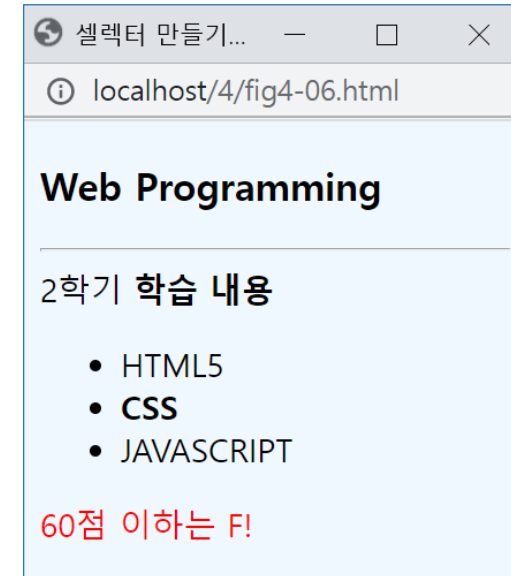 셀렉터 만들기...
localhost/4/fig4-06.html
Web Programming
2학기 학습 내용
HTML5
CSS
JAVASCRIPT
60점 이하는 F!